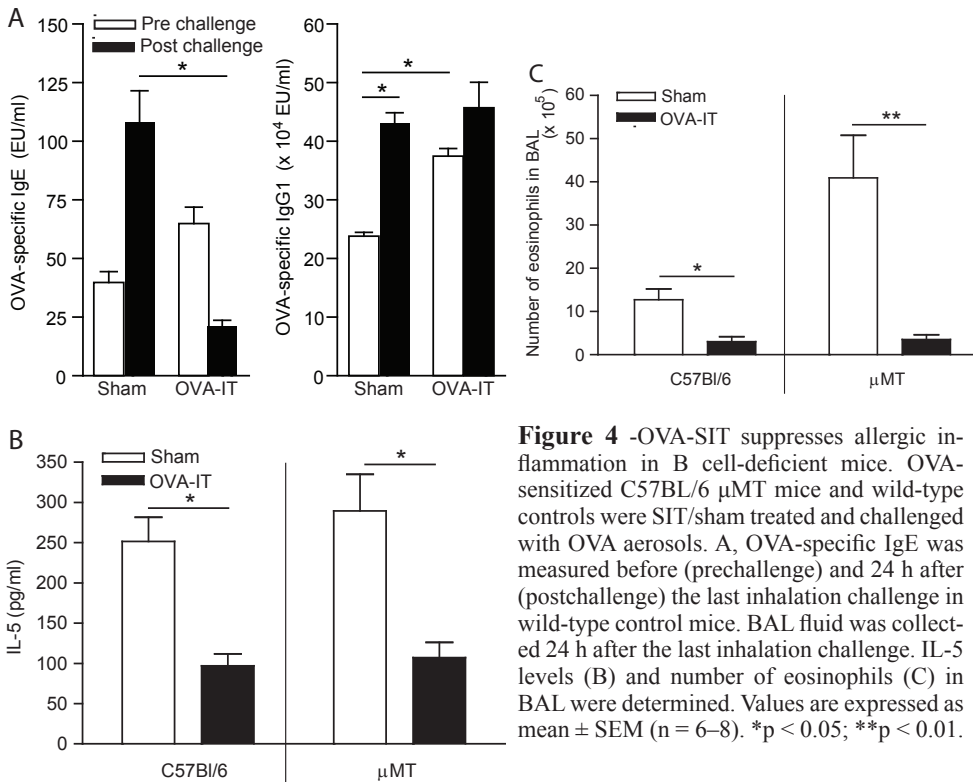 A
Pre challenge
Post challenge
OVA-specific IgE (EU/ml)
150
125
100
75
50
25
0
*
Sham OVA-IT
OVA-specific IgG1 (x 10⁴ EU/ml)
60
50
40
30
20
10
0
*
*
Sham OVA-IT
C
Sham
OVA-IT
Number of eosinophils in BAL
(x 10⁵)
60
50
40
30
20
10
0
*
**
C57Bl/6 μMT
B
Sham
OVA-IT
IL-5 (pg/ml)
350
300
250
200
150
100
50
0
*
*
C57Bl/6 μMT
Figure 4 -OVA-SIT suppresses allergic in-
flammation in B cell-deficient mice. OVA-
sensitized C57BL/6 μMT mice and wild-type
controls were SIT/sham treated and challenged
with OVA aerosols. A, OVA-specific IgE was
measured before (prechallenge) and 24 h after
(postchallenge) the last inhalation challenge in
wild-type control mice. BAL fluid was collect-
ed 24 h after the last inhalation challenge. IL-5
levels (B) and number of eosinophils (C) in
BAL were determined. Values are expressed as
mean ± SEM (n = 6–8). *p < 0.05; **p < 0.01.